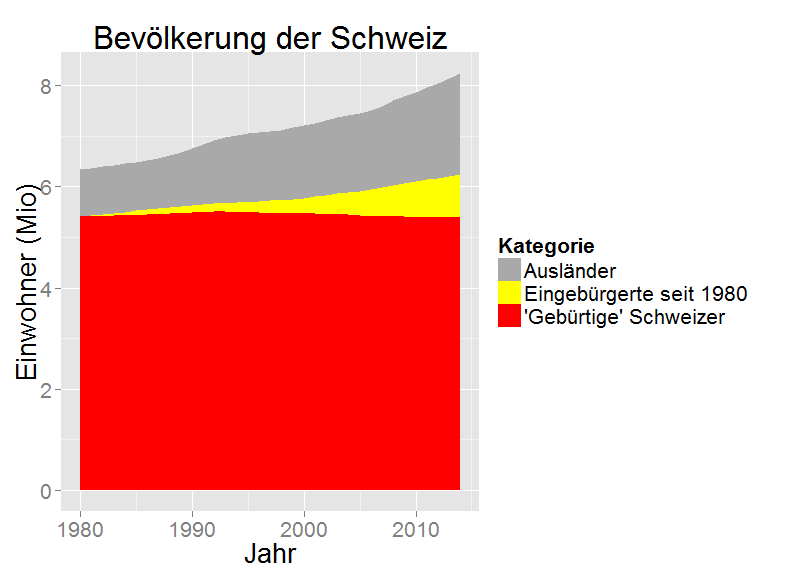 Bevölkerung der Schweiz
Einwohner (Mio)
8
6
4
2
0
1980
1990
2000
2010
Jahr
Kategorie
Ausländer
Eingebürgerte seit 1980
'Gebürtige' Schweizer